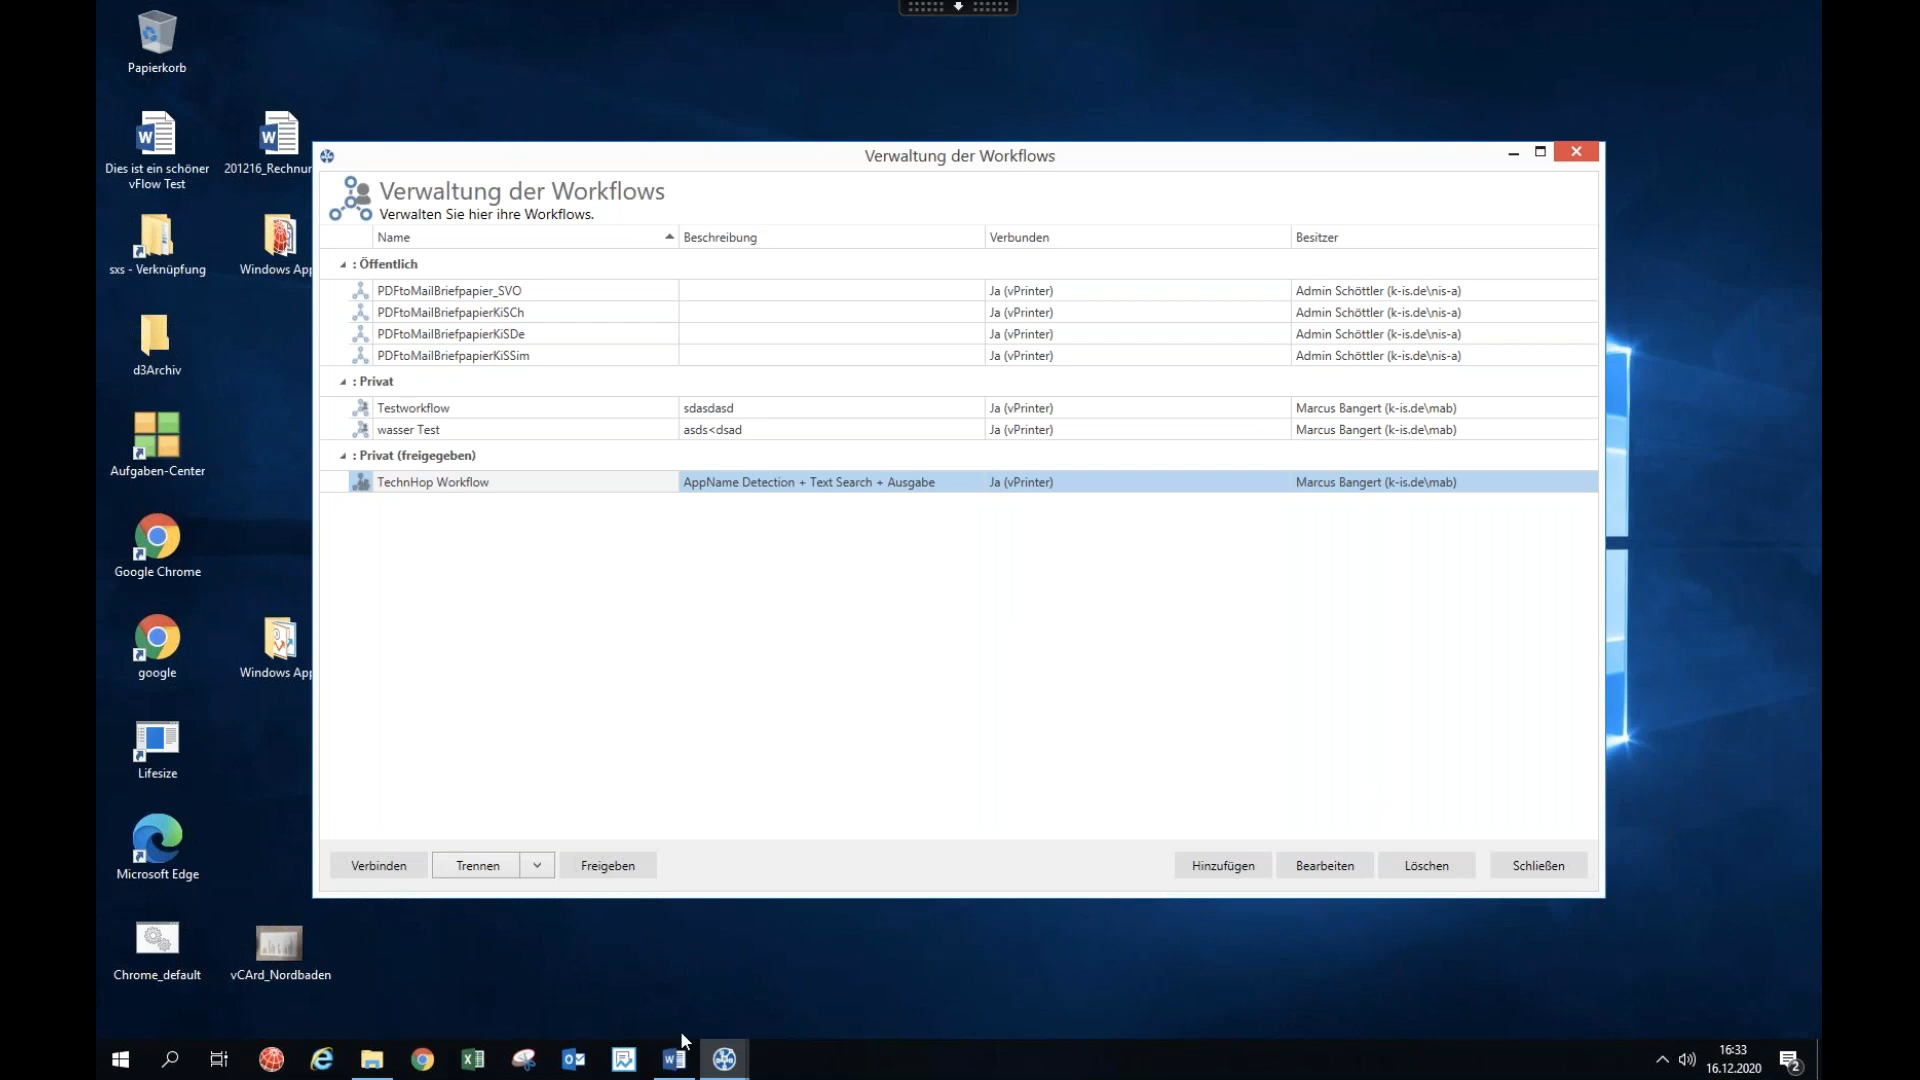 Papierkorb
Dies ist ein schöner
vFlow Test
201216_Rechnu
sxs - Verknüpfung
Windows App
d3Archiv
Aufgaben-Center
Google Chrome
google
Windows App
Lifesize
Microsoft Edge
Chrome_default
vCArd_Nordbaden
Verwaltung der Workflows
Verwaltung der Workflows
Verwalten Sie hier ihre Workflows.
Name Beschreibung Verbunden Besitzer
: Öffentlich
PDFtoMailBriefpapier_SVO Ja (vPrinter) Admin Schöttler (k-is.de\nis-a)
PDFtoMailBriefpapierKiSCh Ja (vPrinter) Admin Schöttler (k-is.de\nis-a)
PDFtoMailBriefpapierKiSDe Ja (vPrinter) Admin Schöttler (k-is.de\nis-a)
PDFtoMailBriefpapierKiSSim Ja (vPrinter) Admin Schöttler (k-is.de\nis-a)
: Privat
Testworkflow sdasdasd Ja (vPrinter) Marcus Bangert (k-is.de\mab)
wasser Test asds<dsad Ja (vPrinter) Marcus Bangert (k-is.de\mab)
: Privat (freigegeben)
TechnHop Workflow AppName Detection + Text Search + Ausgabe Ja (vPrinter) Marcus Bangert (k-is.de\mab)
Verbinden Trennen Freigeben Hinzufügen Bearbeiten Löschen Schließen
16:33
16.12.2020
2